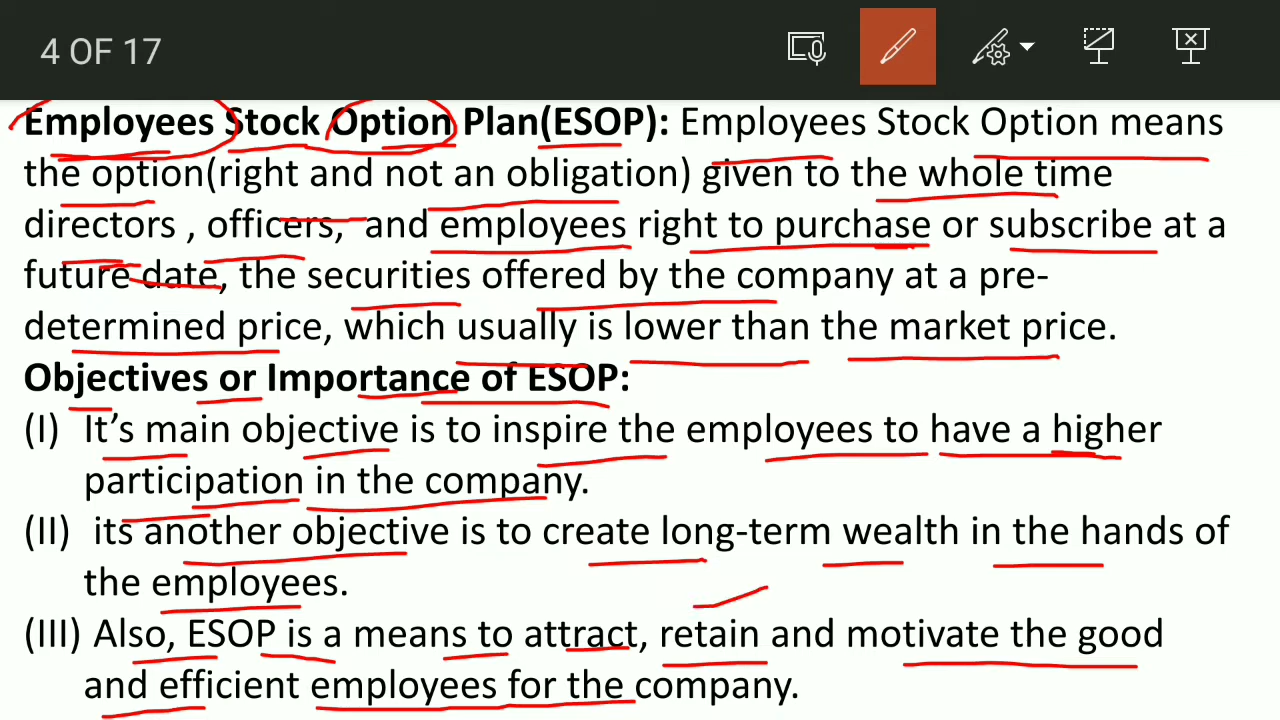 4 OF 17
Employees Stock Option Plan(ESOP): Employees Stock Option means
the option(right and not an obligation) given to the whole time
directors , officers, and employees right to purchase or subscribe at a
future date, the securities offered by the company at a pre-
determined price, which usually is lower than the market price.
Objectives or Importance of ESOP:
(I) It’s main objective is to inspire the employees to have a higher
participation in the company.
(II) its another objective is to create long-term wealth in the hands of
the employees.
(III) Also, ESOP is a means to attract, retain and motivate the good
and efficient employees for the company.